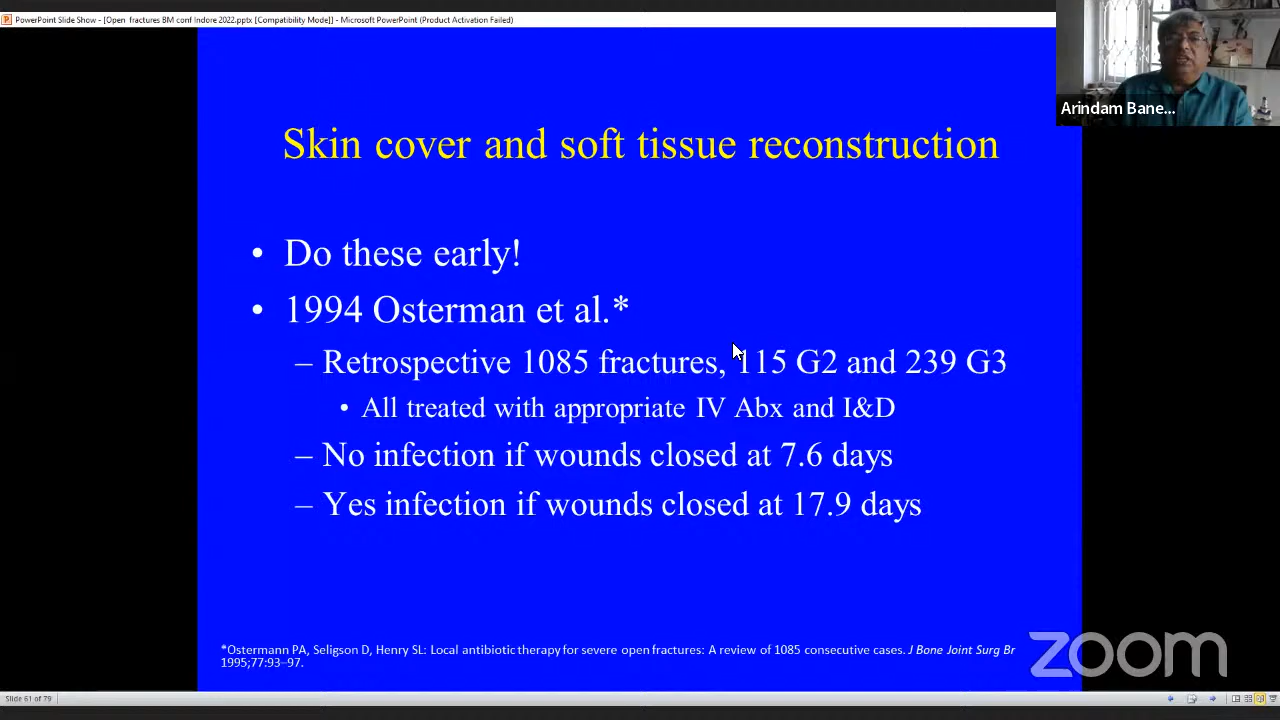 PowerPoint Slide Show - [Open fractures BM conf Indore 2022.pptx [Compatibility Mode]] - Microsoft PowerPoint (Product Activation Failed)
Arindam Bane...
Skin cover and soft tissue reconstruction
• Do these early!
• 1994 Osterman et al.*
– Retrospective 1085 fractures, 115 G2 and 239 G3
• All treated with appropriate IV Abx and I&D
– No infection if wounds closed at 7.6 days
– Yes infection if wounds closed at 17.9 days
*Ostermann PA, Seligson D, Henry SL: Local antibiotic therapy for severe open fractures: A review of 1085 consecutive cases. J Bone Joint Surg Br
1995;77:93–97.
zoom
Slide 61 of 79